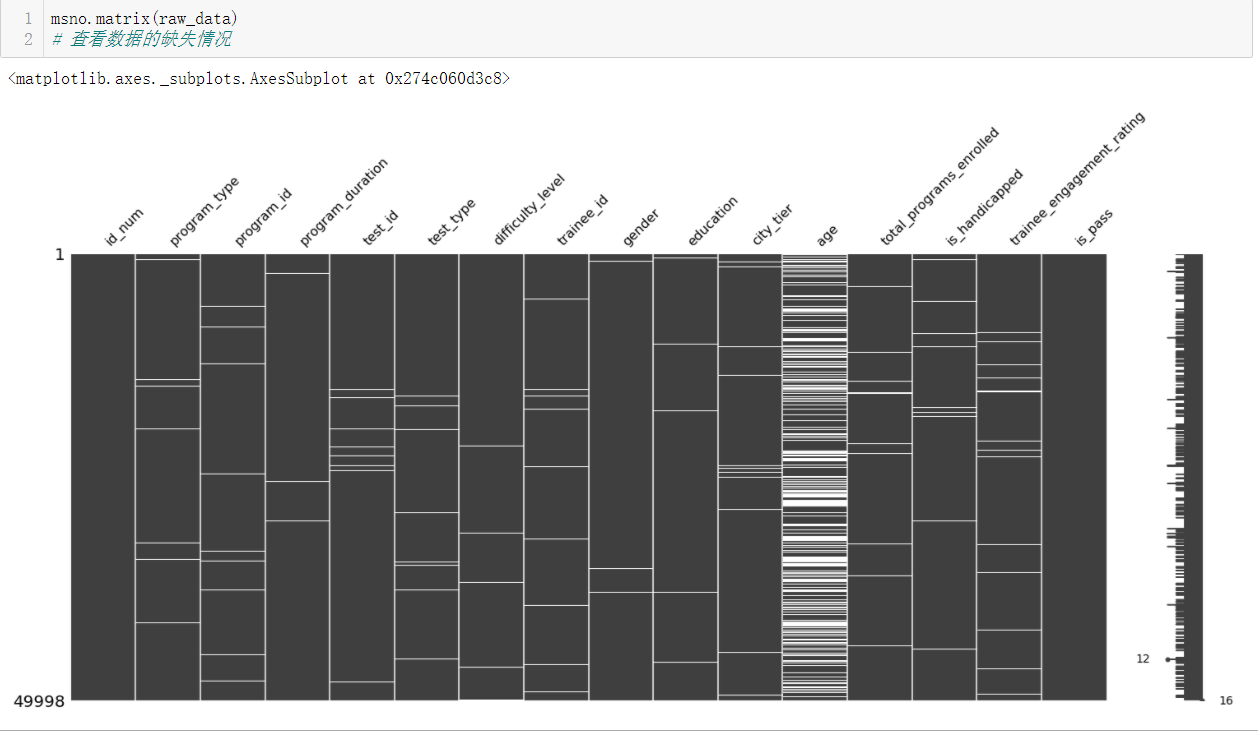 1 msno.matrix(raw_data)
2 # 查看数据的缺失情况
<matplotlib.axes._subplots.AxesSubplot at 0x274c060d3c8>
id_num
program_type
program_id
program_duration
test_id
test_type
difficulty_level
trainee_id
gender
education
city_tier
age
total_programs_enrolled
is_handicapped
trainee_engagement_rating
is_pass
1
12
49998
16